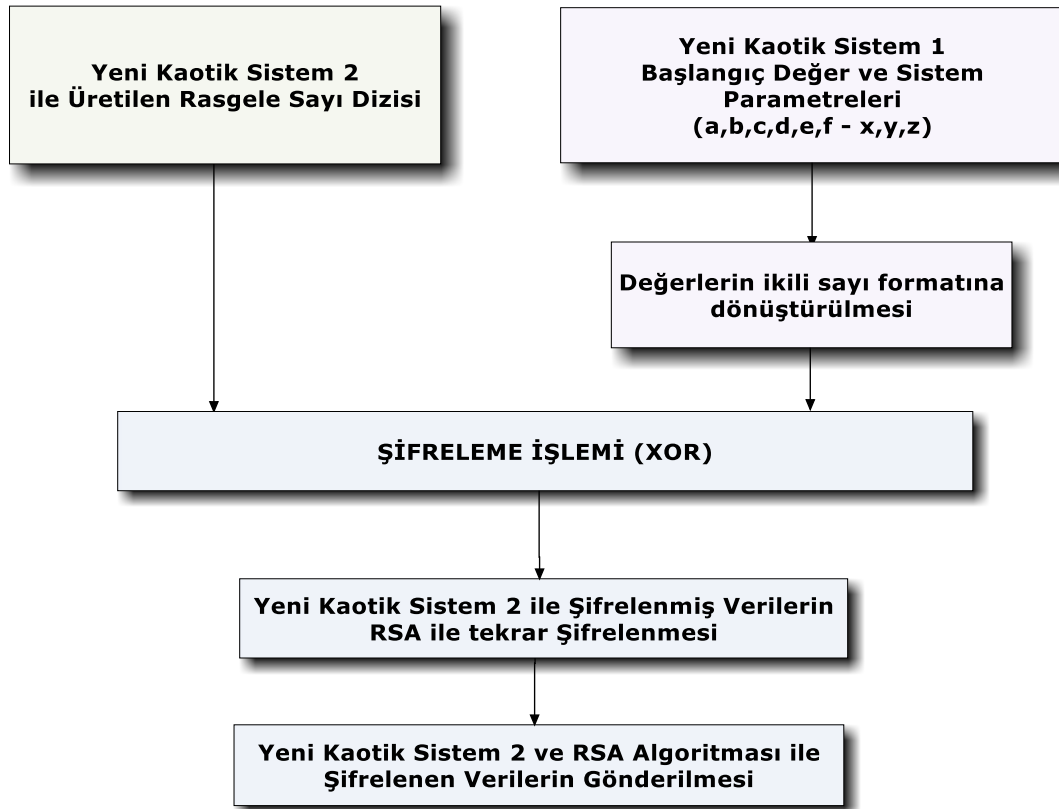 Yeni Kaotik Sistem 2
ile Üretilen Rasgele Sayı Dizisi
Yeni Kaotik Sistem 1
Başlangıç Değer ve Sistem
Parametreleri
(a,b,c,d,e,f - x,y,z)
Değerlerin ikili sayı formatına
dönüştürülmesi
ŞİFRELEME İŞLEMİ (XOR)
Yeni Kaotik Sistem 2 ile Şifrelenmiş Verilerin
RSA ile tekrar Şifrelenmesi
Yeni Kaotik Sistem 2 ve RSA Algoritması ile
Şifrelenen Verilerin Gönderilmesi